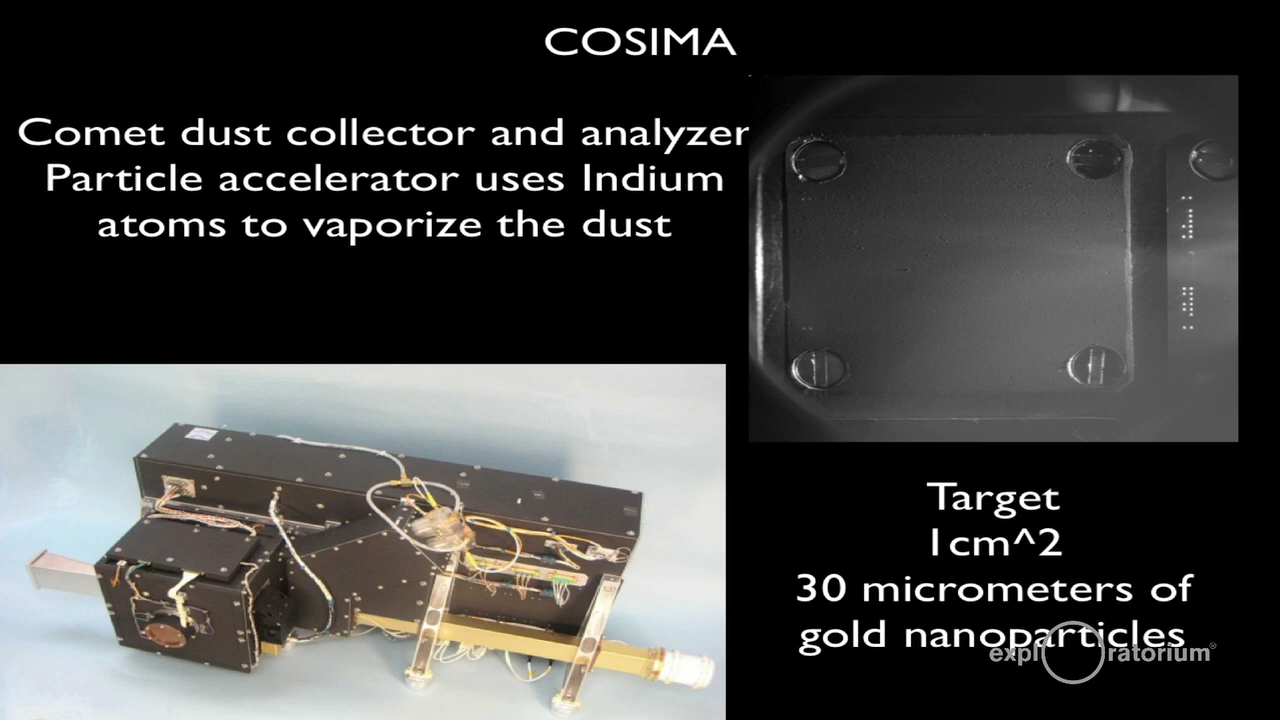 COSIMA
Comet dust collector and analyzer
Particle accelerator uses Indium
atoms to vaporize the dust
Target
1cm^2
30 micrometers of
gold nanoparticles
exploratorium®